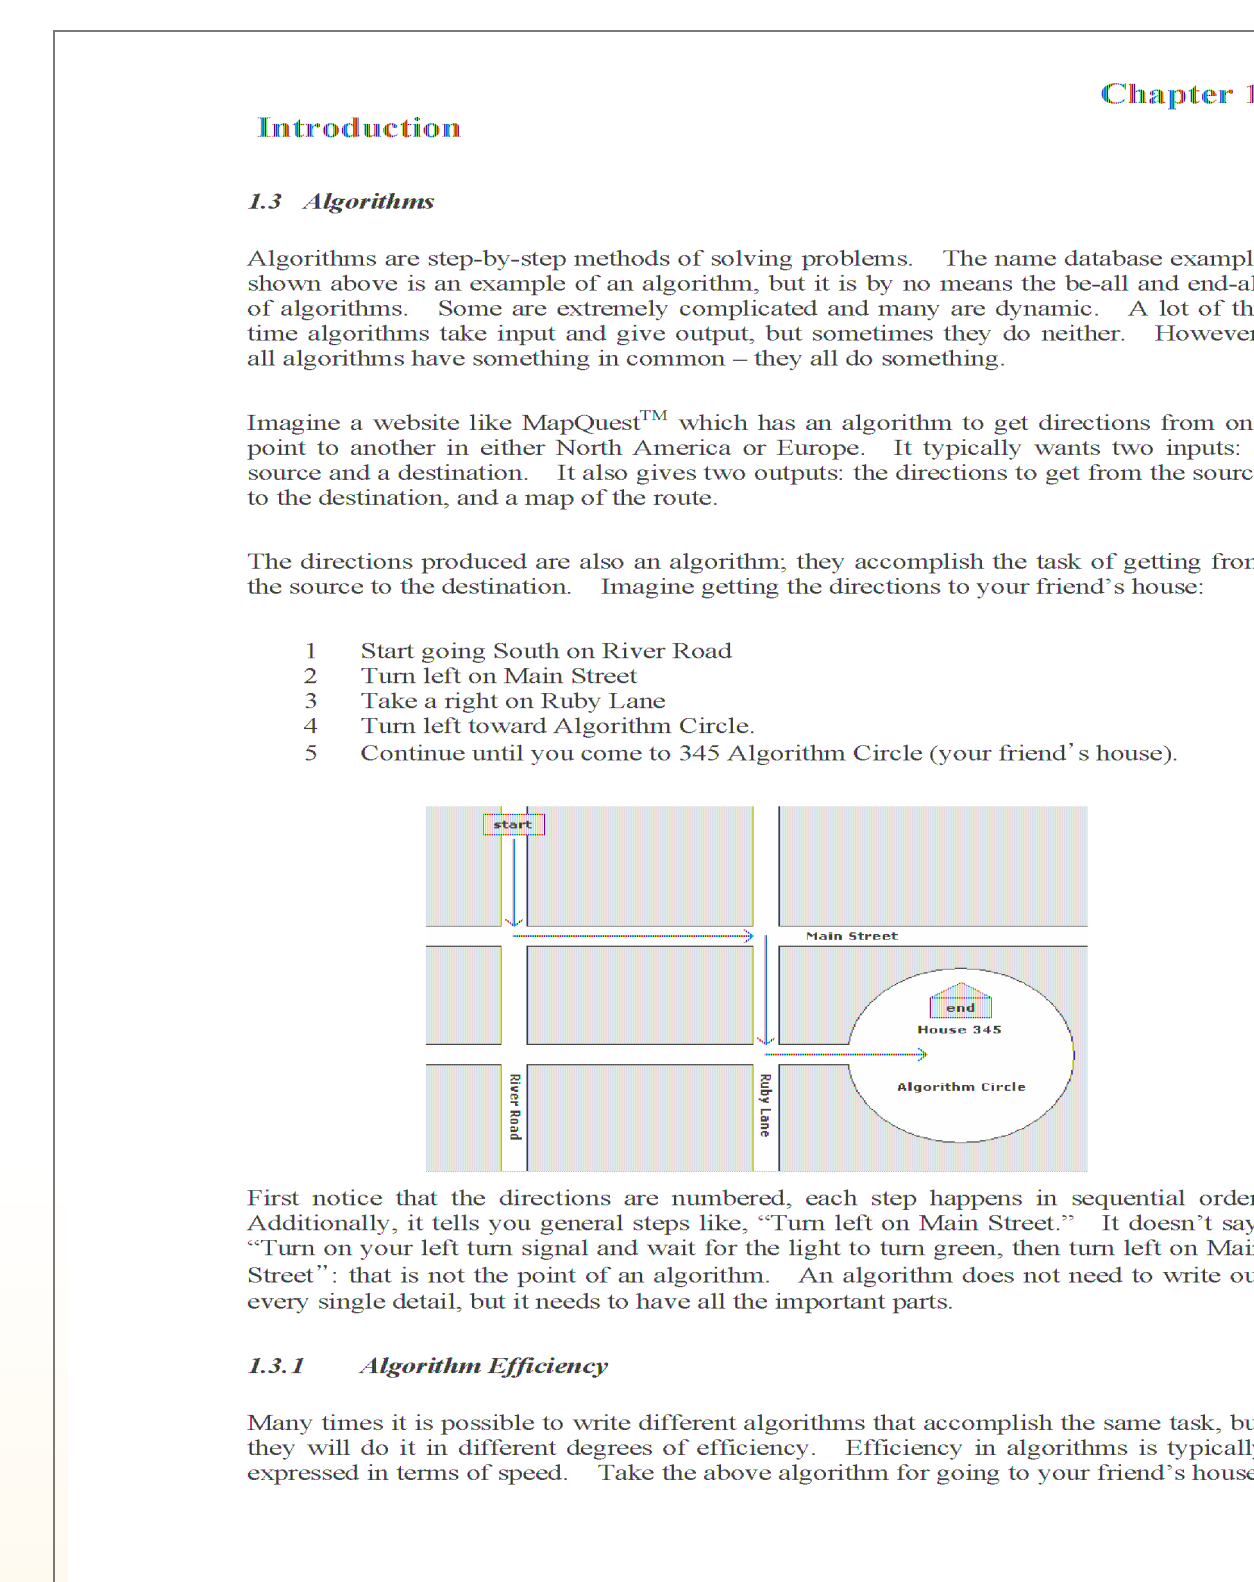 Chapter 1
Introduction
1.3 Algorithms
Algorithms are step-by-step methods of solving problems. The name database exampl
shown above is an example of an algorithm, but it is by no means the be-all and end-al
of algorithms. Some are extremely complicated and many are dynamic. A lot of th
time algorithms take input and give output, but sometimes they do neither. However
all algorithms have something in common – they all do something.
Imagine a website like MapQuest™ which has an algorithm to get directions from on
point to another in either North America or Europe. It typically wants two inputs:
source and a destination. It also gives two outputs: the directions to get from the sourc
to the destination, and a map of the route.
The directions produced are also an algorithm; they accomplish the task of getting from
the source to the destination. Imagine getting the directions to your friend’s house:
1 Start going South on River Road
2 Turn left on Main Street
3 Take a right on Ruby Lane
4 Turn left toward Algorithm Circle.
5 Continue until you come to 345 Algorithm Circle (your friend’s house).
start
Main Street
end
House 345
Algorithm Circle
River Road
Ruby Lane
First notice that the directions are numbered, each step happens in sequential order
Additionally, it tells you general steps like, “Turn left on Main Street.” It doesn’t say
“Turn on your left turn signal and wait for the light to turn green, then turn left on Main
Street”: that is not the point of an algorithm. An algorithm does not need to write ou
every single detail, but it needs to have all the important parts.
1.3.1 Algorithm Efficiency
Many times it is possible to write different algorithms that accomplish the same task, bu
they will do it in different degrees of efficiency. Efficiency in algorithms is typically
expressed in terms of speed. Take the above algorithm for going to your friend’s house